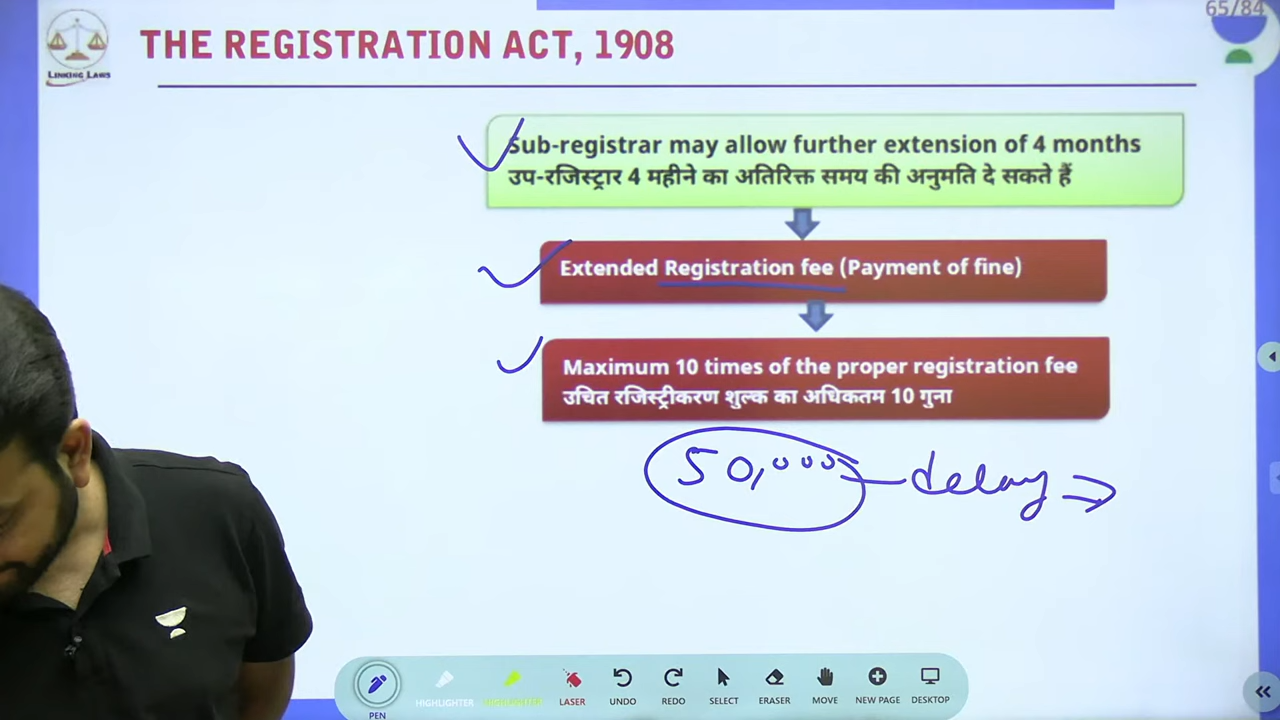 65/84
LINKING LAWS
THE REGISTRATION ACT, 1908
Sub-registrar may allow further extension of 4 months
उप-रजिस्ट्रार 4 महीने का अतिरिक्त समय की अनुमति दे सकते हैं
Extended Registration fee (Payment of fine)
Maximum 10 times of the proper registration fee
उचित रजिस्ट्रीकरण शुल्क का अधिकतम 10 गुना
50,000 – delay ⇒
PEN HIGHLIGHTER HIGHLIGHTER LASER UNDO REDO SELECT ERASER MOVE NEW PAGE DESKTOP